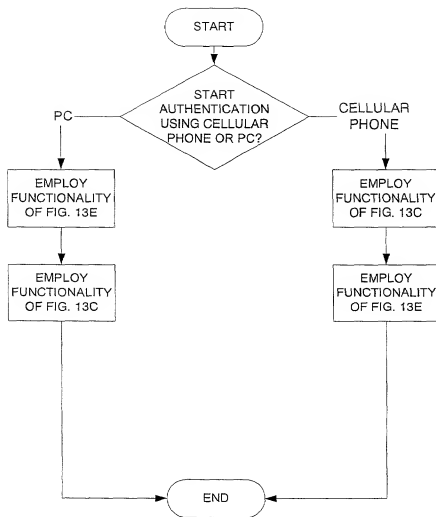 START
START
AUTHENTICATION
USING CELLULAR
PHONE OR PC?
PC
CELLULAR
PHONE
EMPLOY
FUNCTIONALITY
OF FIG. 13E
EMPLOY
FUNCTIONALITY
OF FIG. 13C
EMPLOY
FUNCTIONALITY
OF FIG. 13C
EMPLOY
FUNCTIONALITY
OF FIG. 13E
END